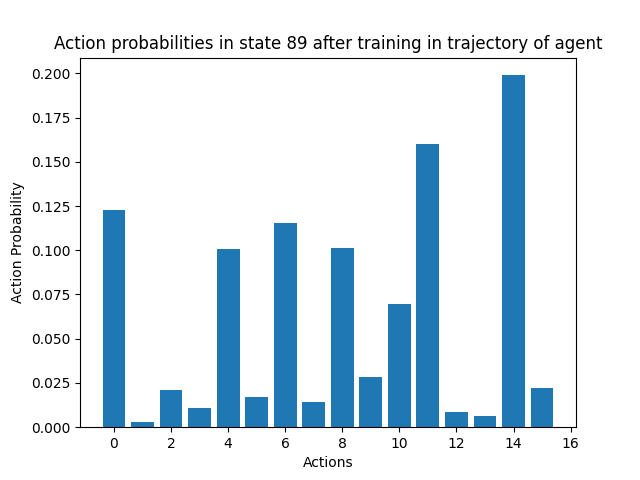 Action probabilities in state 89 after training in trajectory of agent
0.200
0.175
0.150
0.125
0.100
0.075
0.050
0.025
0.000
Action Probability
0 2 4 6 8 10 12 14 16
Actions